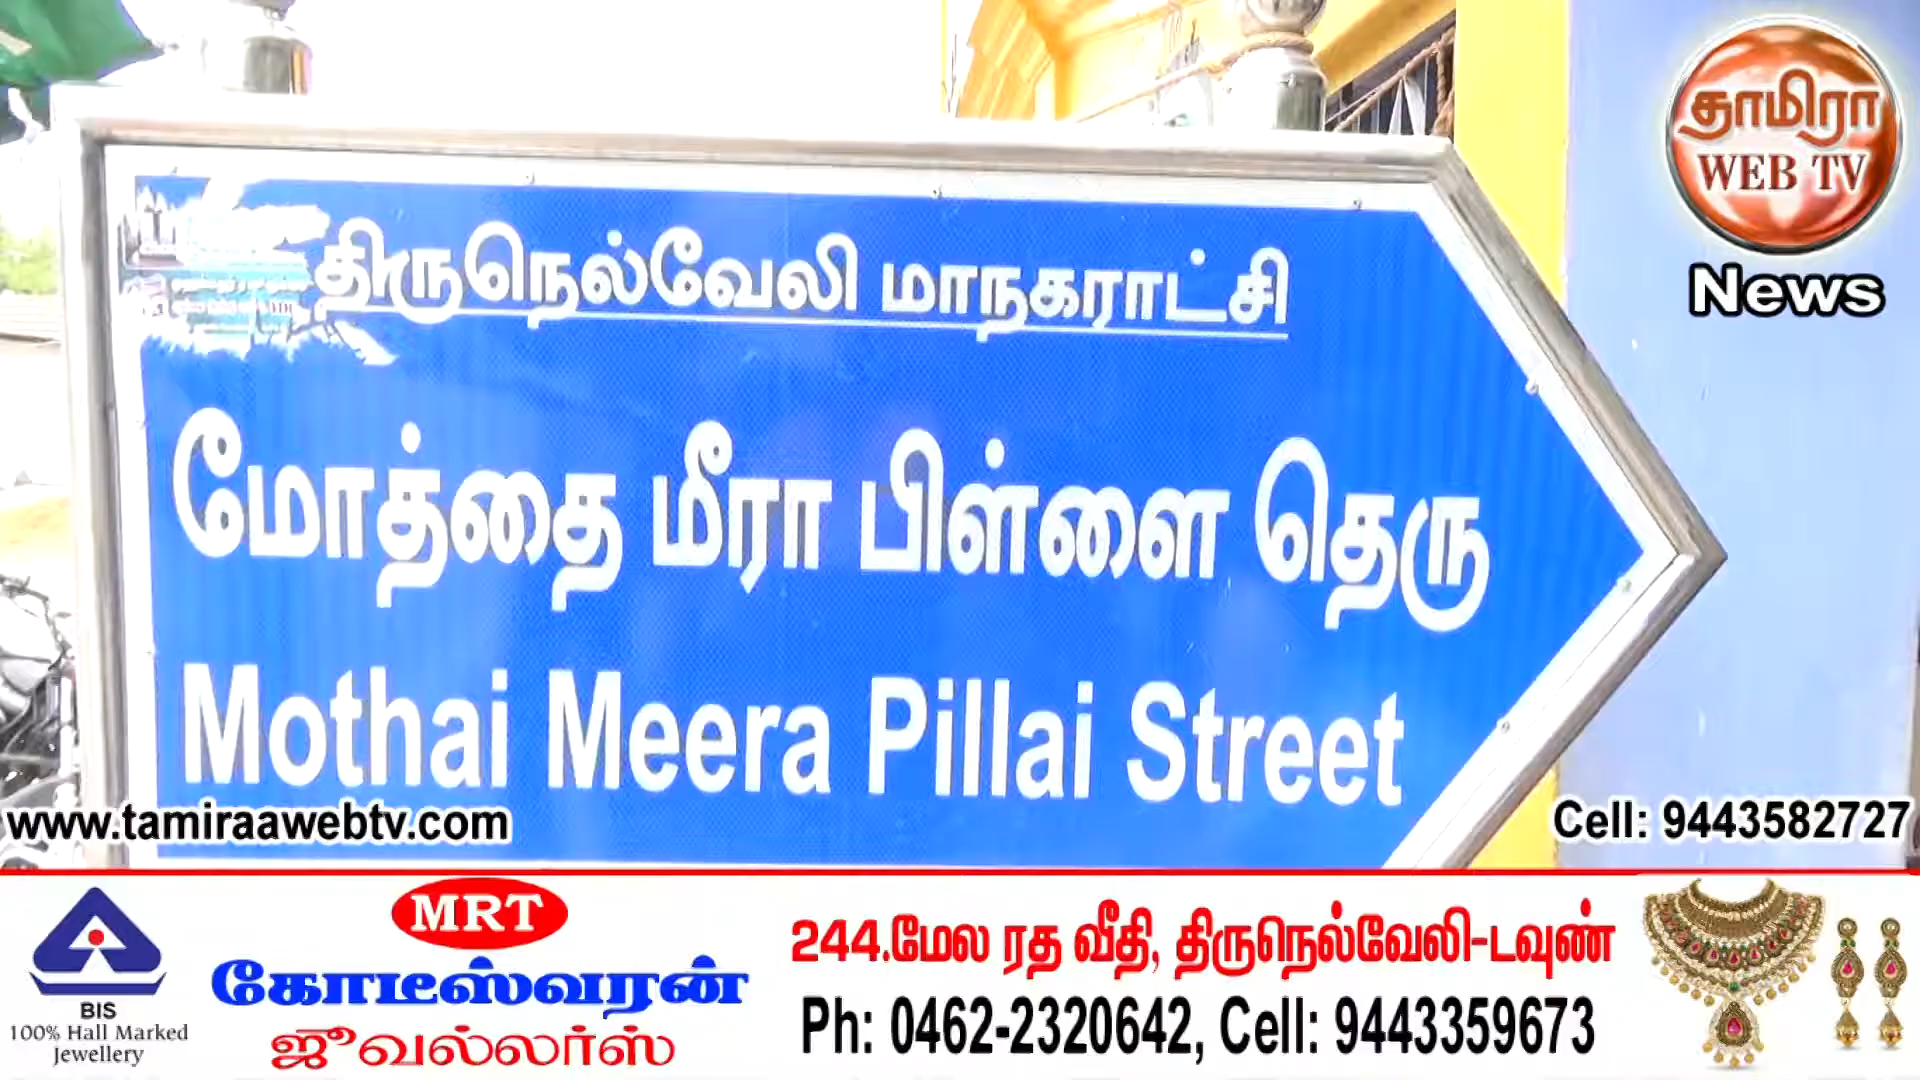 தாமிரா
WEB TV
News
திருநெல்வேலி மாநகராட்சி
மோத்தை மீரா பிள்ளை தெரு
Mothai Meera Pillai Street
www.tamiraawebtv.com
Cell: 9443582727
BIS
100% Hall Marked
Jewellery
MRT
கோடீஸ்வரன்
ஜூவல்லர்ஸ்
244.மேல ரத வீதி, திருநெல்வேலி-டவுண்
Ph: 0462-2320642, Cell: 9443359673